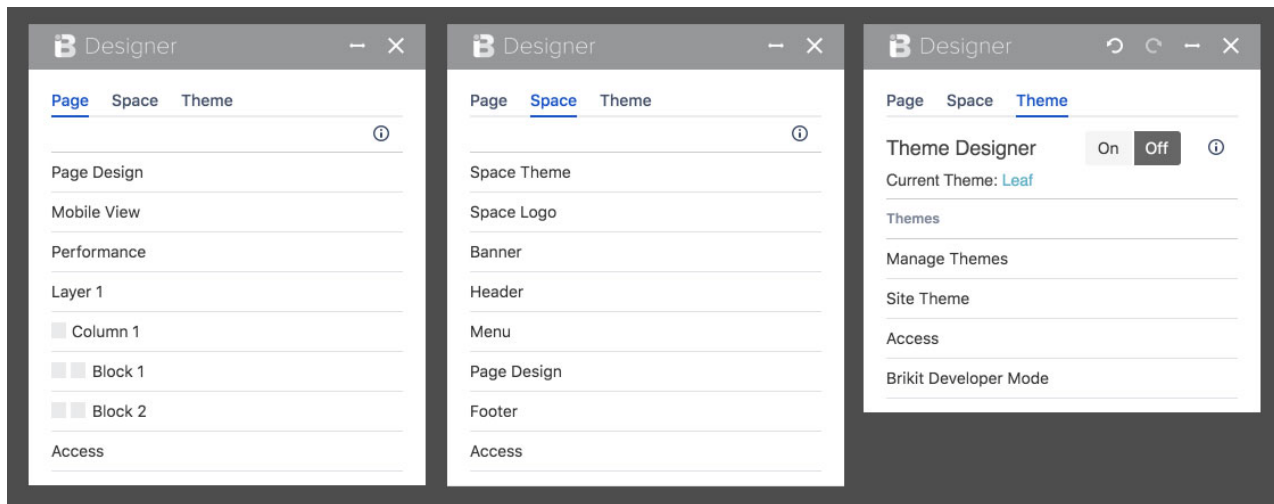 B Designer
Page Space Theme
Page Design
Mobile View
Performance
Layer 1
Column 1
Block 1
Block 2
Access
B Designer
Page Space Theme
Space Theme
Space Logo
Banner
Header
Menu
Page Design
Footer
Access
B Designer
Page Space Theme
Theme Designer On Off
Current Theme: Leaf
Themes
Manage Themes
Site Theme
Access
Brikit Developer Mode